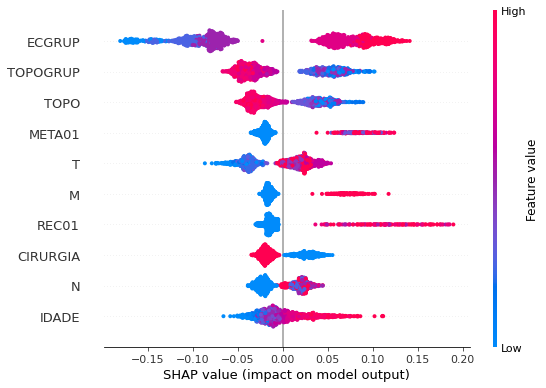 High
ECGRUP
TOPOGRUP
TOPO
META01
T
M
REC01
CIRURGIA
N
IDADE
Feature value
Low
−0.15 −0.10 −0.05 0.00 0.05 0.10 0.15 0.20
SHAP value (impact on model output)